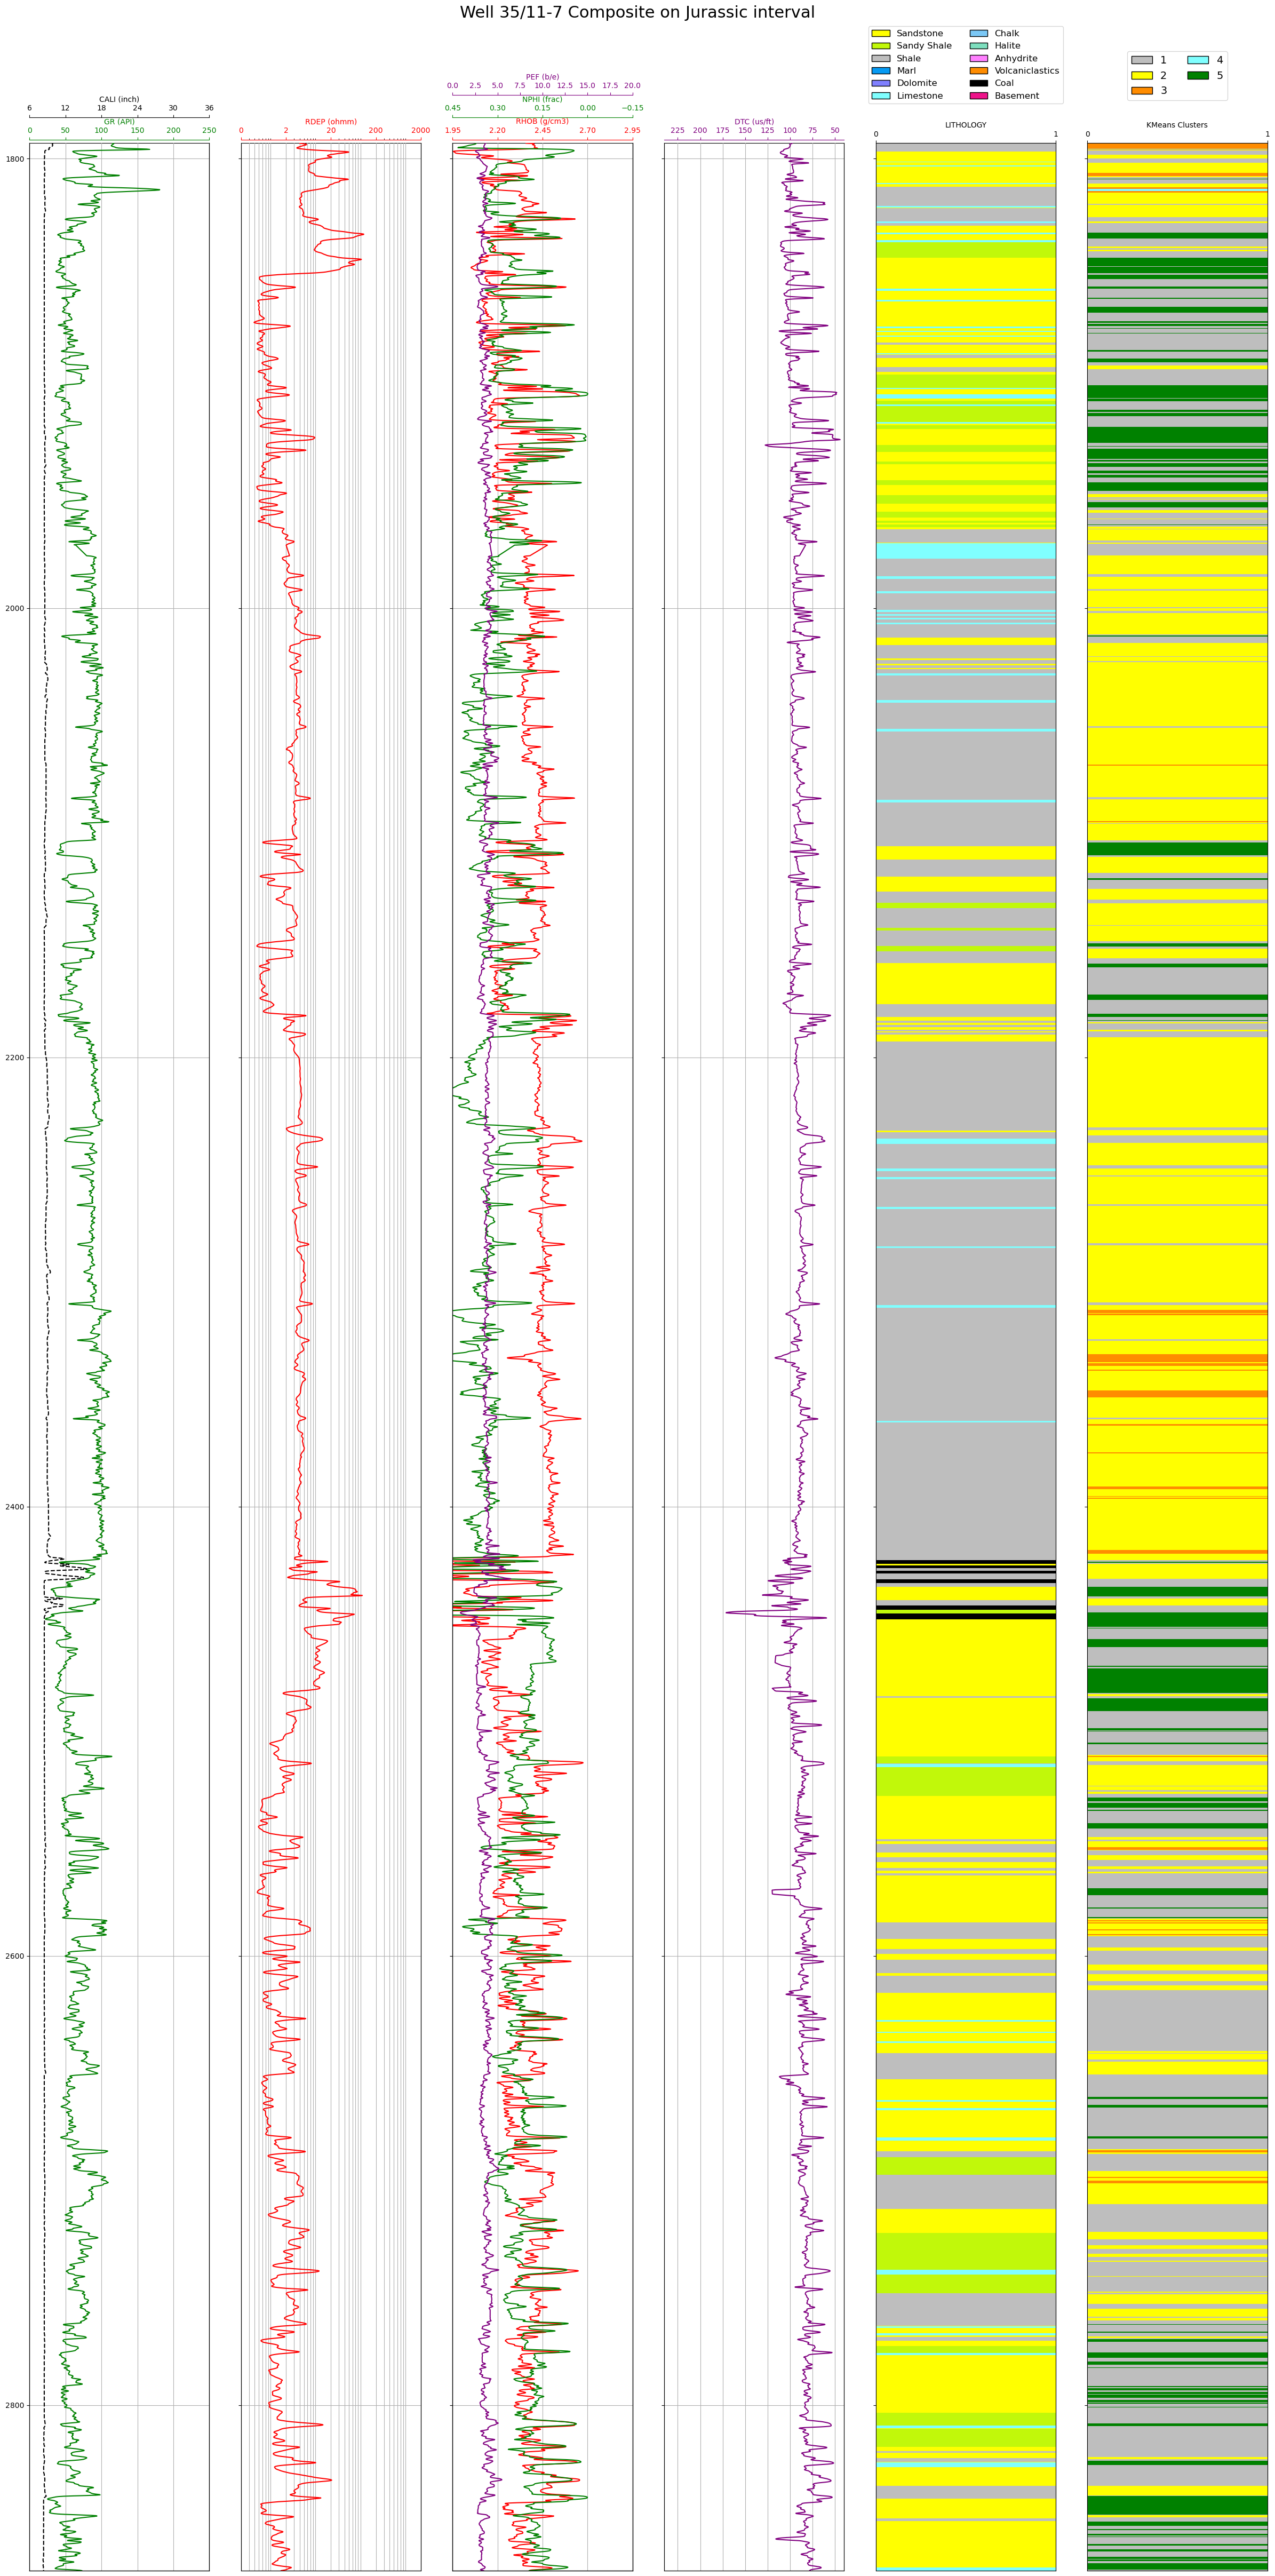 Well 35/11-7 Composite on Jurassic interval
Sandstone Chalk
Sandy Shale Halite
Shale Anhydrite
Marl Volcaniclastics
Dolomite Coal
Limestone Basement
1 4
2 5
3
PEF (b/e)
0.0 2.5 5.0 7.5 10.0 12.5 15.0 17.5 20.0
CALI (inch) NPHI (frac)
6 12 18 24 30 36 0.45 0.30 0.15 0.00 −0.15
GR (API) RDEP (ohmm) RHOB (g/cm3) DTC (us/ft) LITHOLOGY KMeans Clusters
0 50 100 150 200 250 0 2 20 200 2000 1.95 2.20 2.45 2.70 2.95 225 200 175 150 125 100 75 50 0 1 0 1
1800
2000
2200
2400
2600
2800